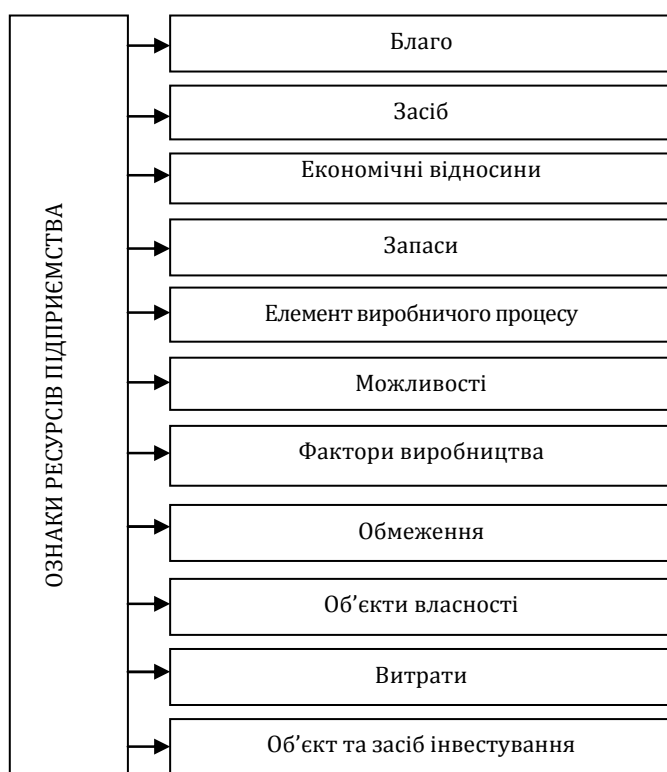 ОЗНАКИ РЕСУРСІВ ПІДПРИЄМСТВА
Благо
Засіб
Економічні відносини
Запаси
Елемент виробничого процесу
Можливості
Фактори виробництва
Обмеження
Об’єкти власності
Витрати
Об’єкт та засіб інвестування